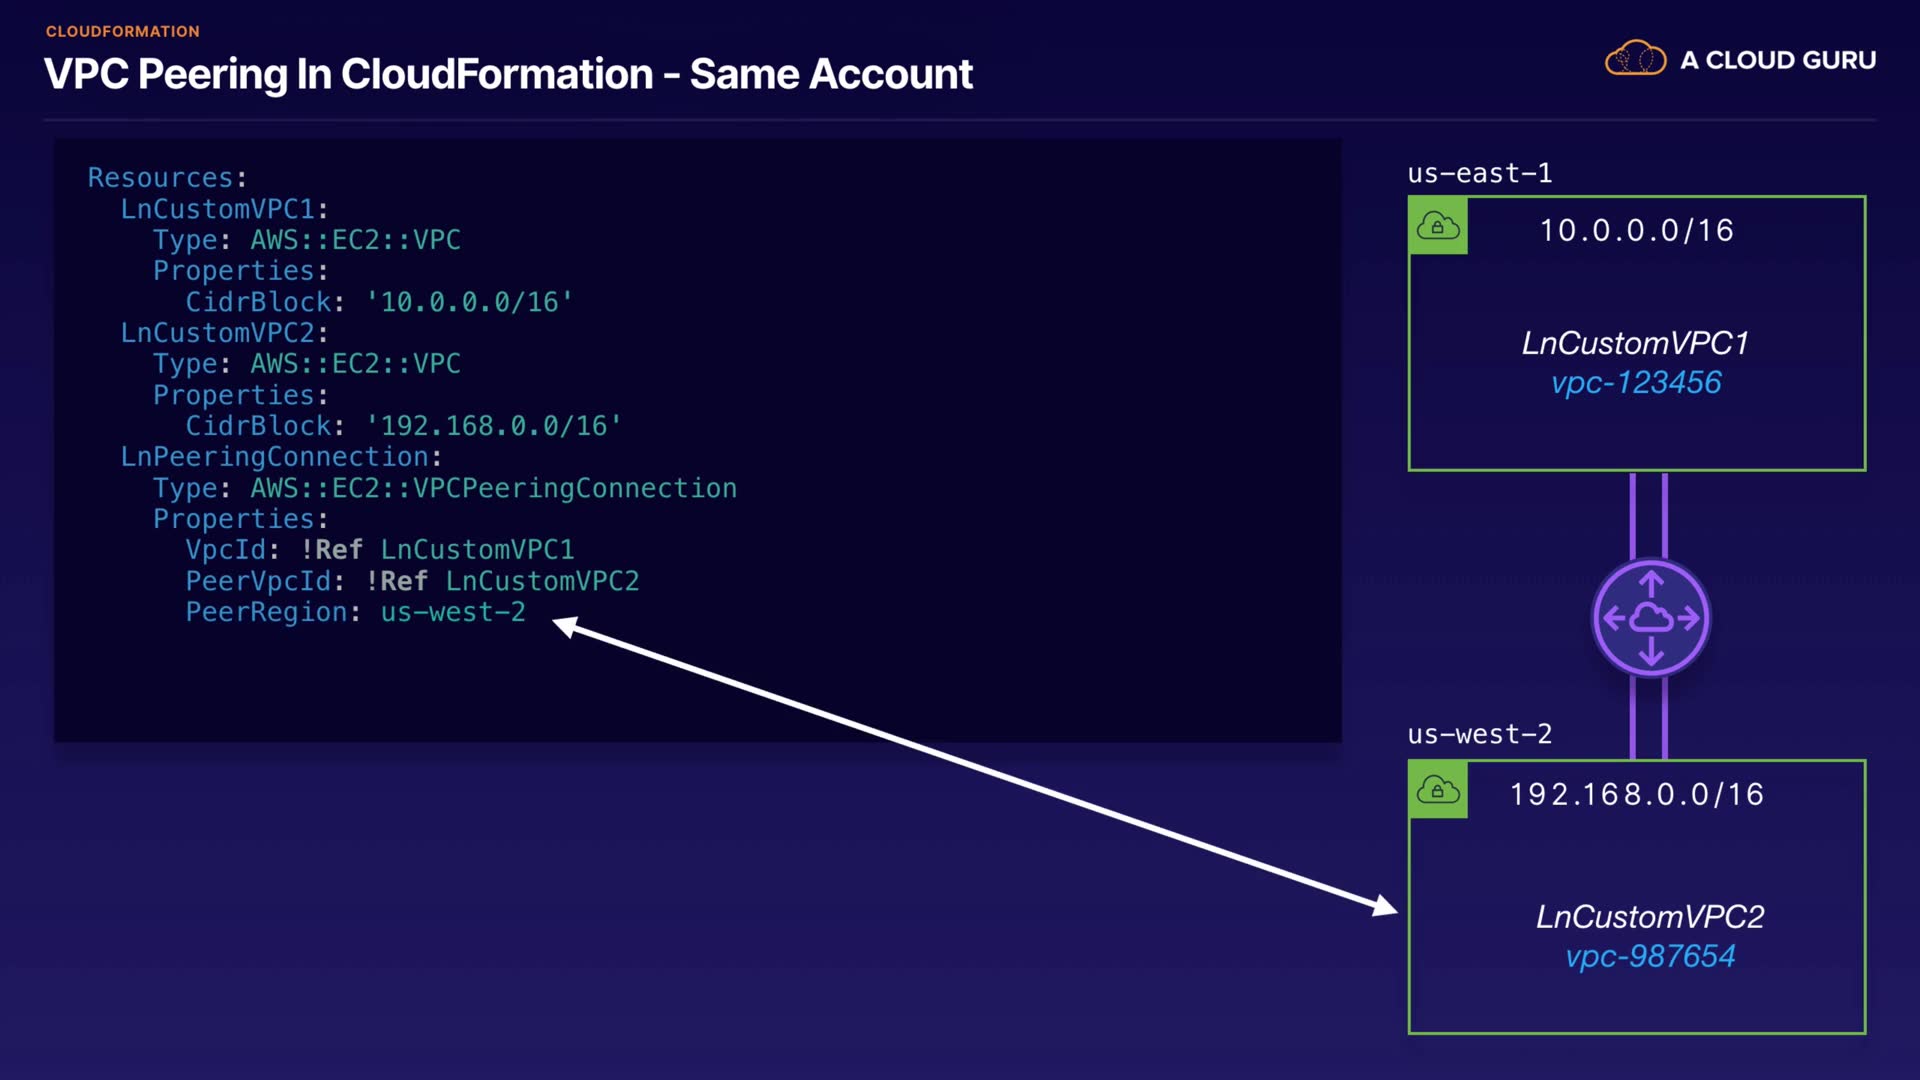 CLOUDFORMATION
VPC Peering In CloudFormation - Same Account
A CLOUD GURU
Resources:
  LnCustomVPC1:
    Type: AWS::EC2::VPC
    Properties:
      CidrBlock: '10.0.0.0/16'
  LnCustomVPC2:
    Type: AWS::EC2::VPC
    Properties:
      CidrBlock: '192.168.0.0/16'
  LnPeeringConnection:
    Type: AWS::EC2::VPCPeeringConnection
    Properties:
      VpcId: !Ref LnCustomVPC1
      PeerVpcId: !Ref LnCustomVPC2
      PeerRegion: us-west-2
us-east-1
10.0.0.0/16
LnCustomVPC1
vpc-123456
us-west-2
192.168.0.0/16
LnCustomVPC2
vpc-987654